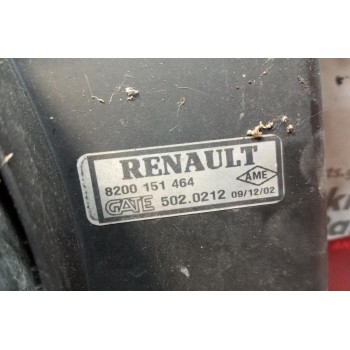 RENAULT
8200 151 464
AME
GATE 502.0212 09/12/02